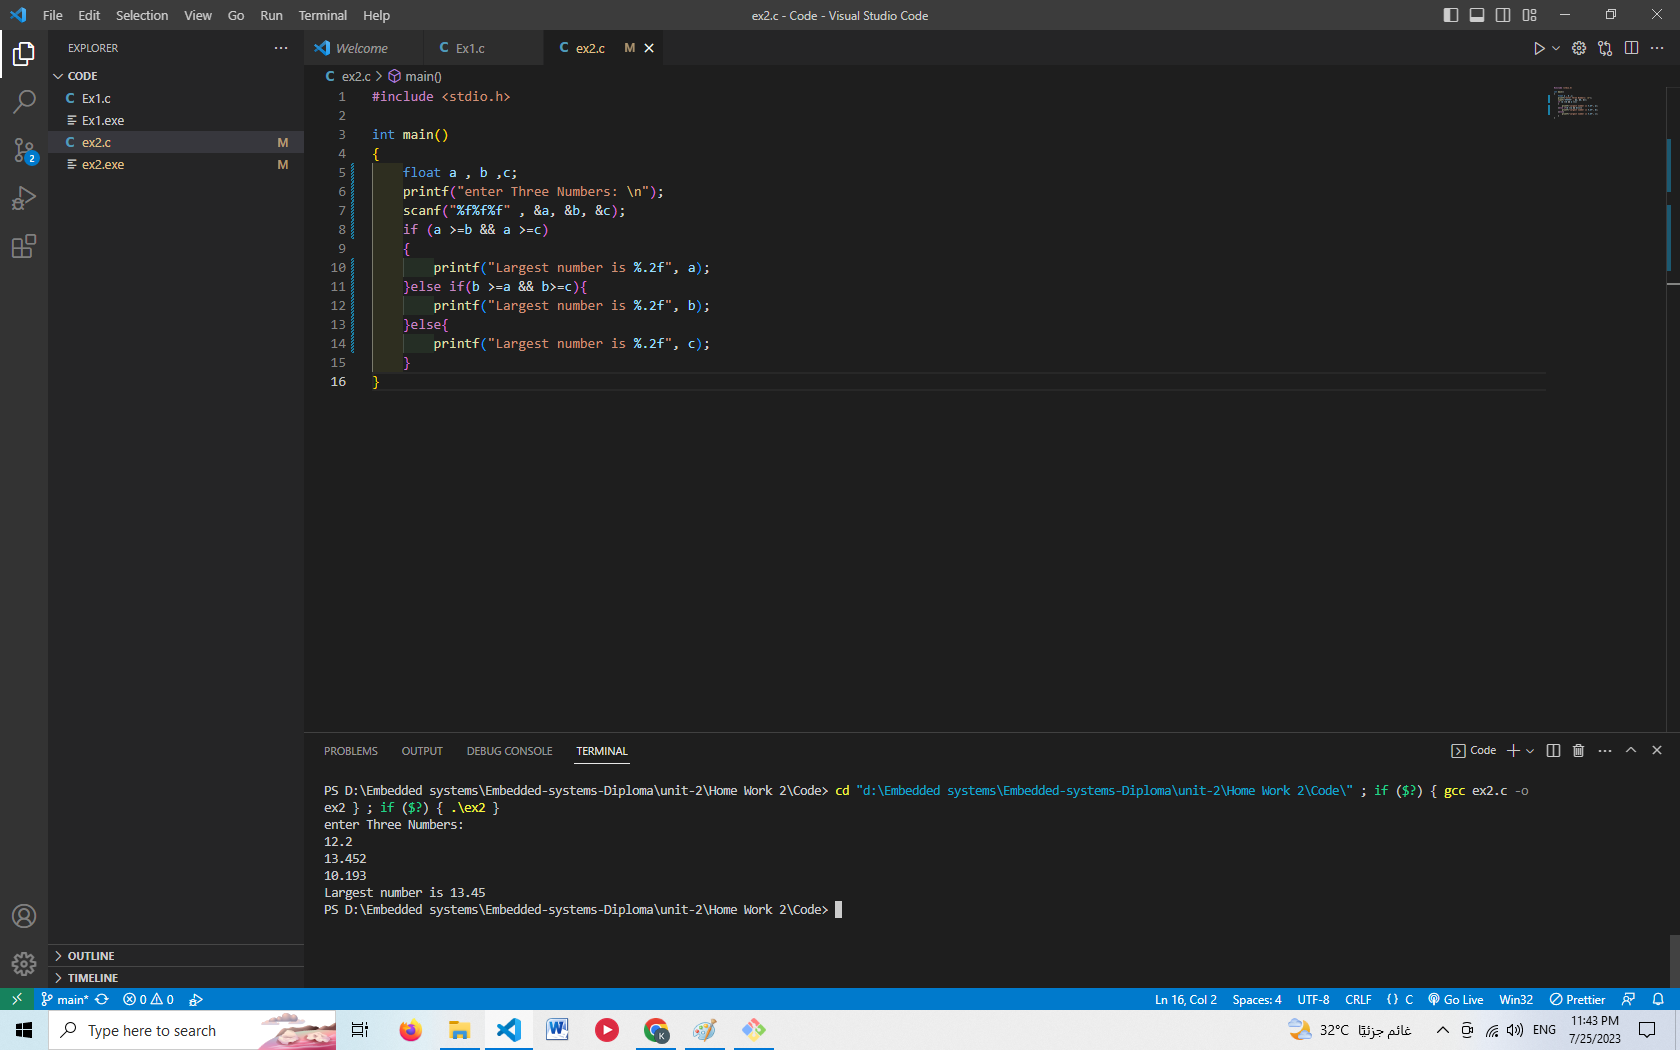 File Edit Selection View Go Run Terminal Help
ex2.c - Code - Visual Studio Code
EXPLORER
CODE
C Ex1.c
Ex1.exe
C ex2.c M
ex2.exe M
2
OUTLINE
TIMELINE
Welcome
C Ex1.c
C ex2.c M
C ex2.c > main()
1 #include <stdio.h>
2
3 int main()
4 {
5 float a , b ,c;
6 printf("enter Three Numbers: \n");
7 scanf("%f%f%f" , &a, &b, &c);
8 if (a >=b && a >=c)
9 {
10 printf("Largest number is %.2f", a);
11 }else if(b >=a && b>=c){
12 printf("Largest number is %.2f", b);
13 }else{
14 printf("Largest number is %.2f", c);
15 }
16 }
PROBLEMS OUTPUT DEBUG CONSOLE TERMINAL
Code
PS D:\Embedded systems\Embedded-systems-Diploma\unit-2\Home Work 2\Code> cd "d:\Embedded systems\Embedded-systems-Diploma\unit-2\Home Work 2\Code\" ; if ($?) { gcc ex2.c -o
ex2 } ; if ($?) { .\ex2 }
enter Three Numbers:
12.2
13.452
10.193
Largest number is 13.45
PS D:\Embedded systems\Embedded-systems-Diploma\unit-2\Home Work 2\Code>
main* 0 0
Ln 16, Col 2 Spaces: 4 UTF-8 CRLF {} C Go Live Win32 Prettier
Type here to search
W
K
32°C غائم جزئيًا
ENG
11:43 PM
7/25/2023